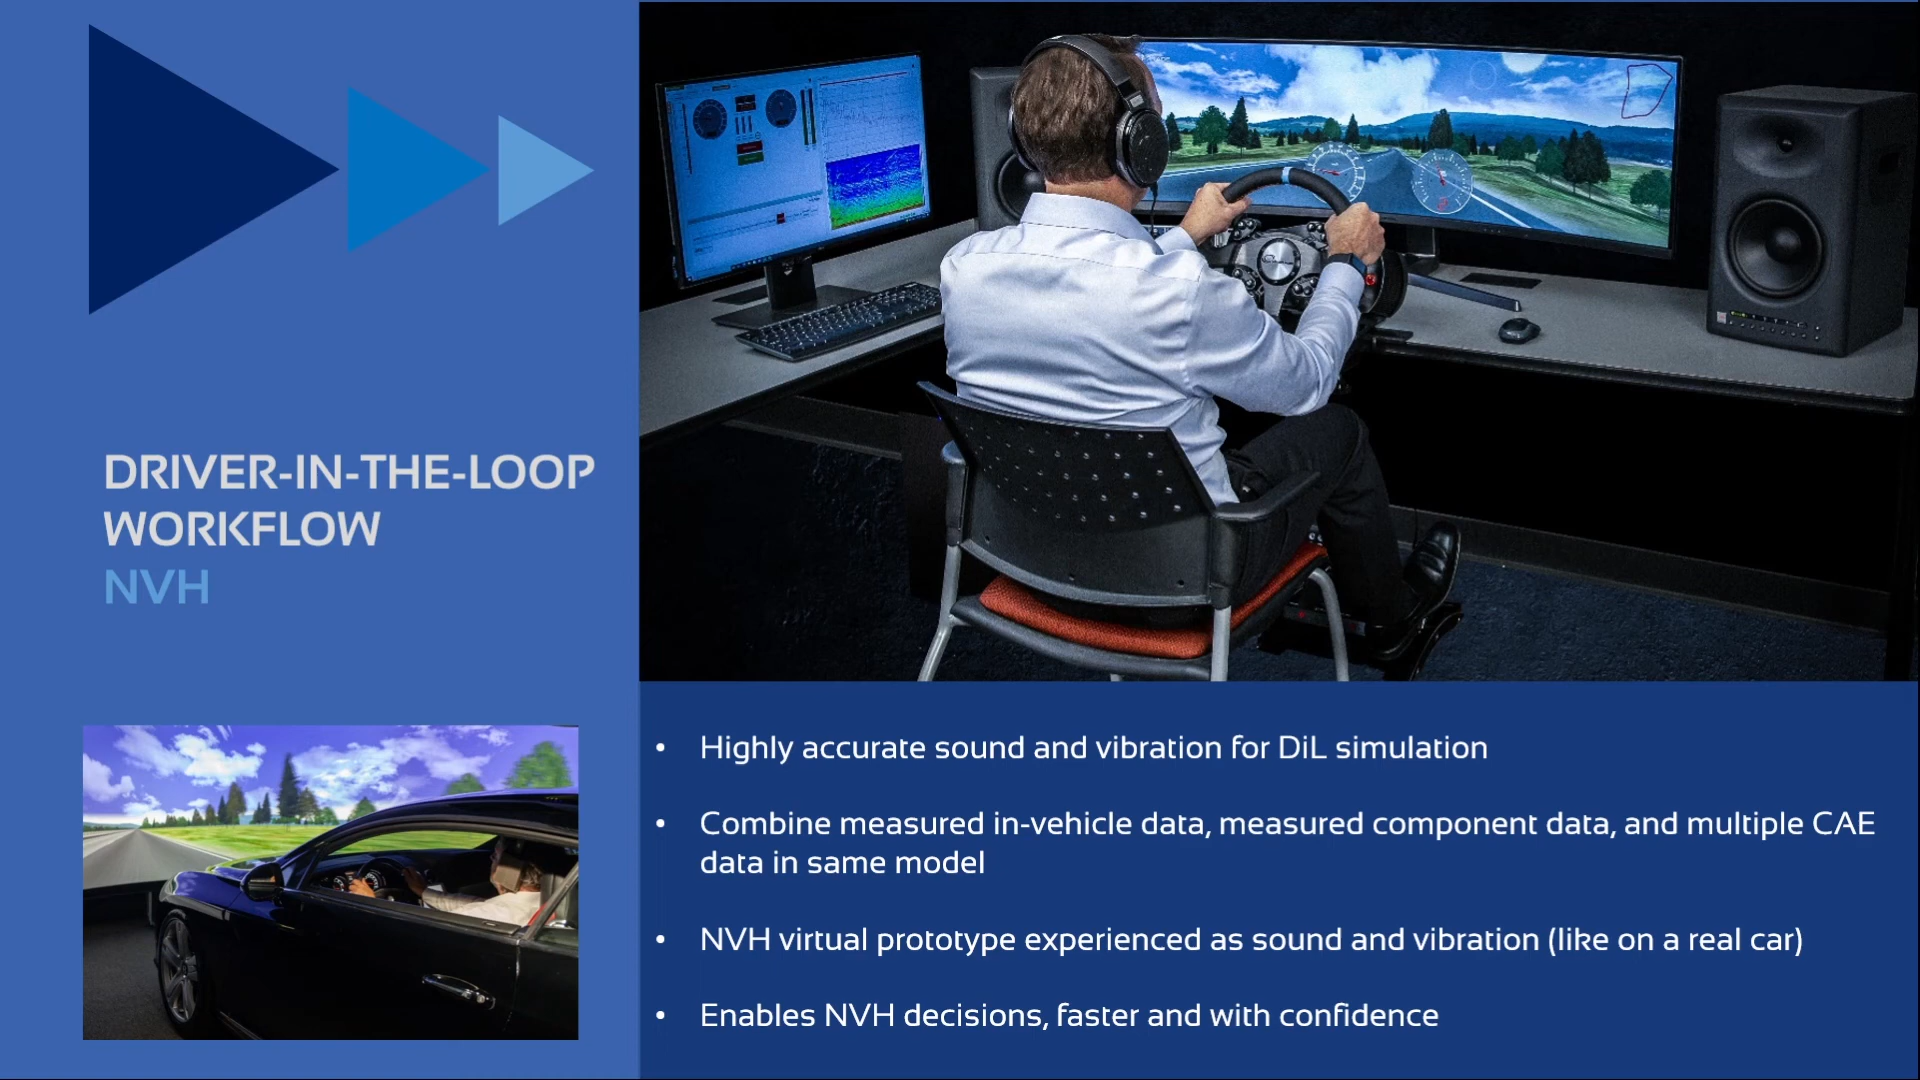 DRIVER-IN-THE-LOOP
WORKFLOW
NVH
• Highly accurate sound and vibration for DiL simulation
• Combine measured in-vehicle data, measured component data, and multiple CAE
data in same model
• NVH virtual prototype experienced as sound and vibration (like on a real car)
• Enables NVH decisions, faster and with confidence